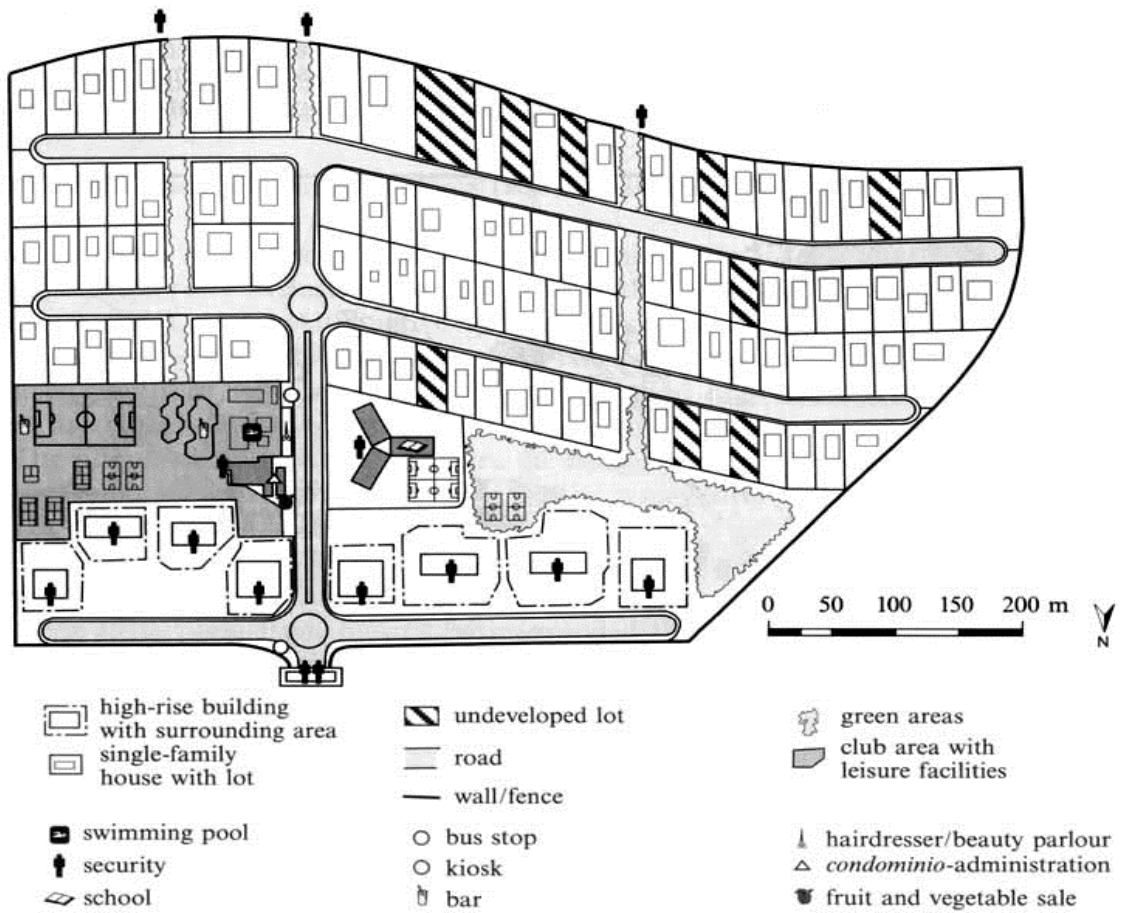 0 50 100 150 200 m
N
high-rise building
with surrounding area
single-family
house with lot
swimming pool
security
school
undeveloped lot
road
wall/fence
bus stop
kiosk
bar
green areas
club area with
leisure facilities
hairdresser/beauty parlour
condominio-administration
fruit and vegetable sale